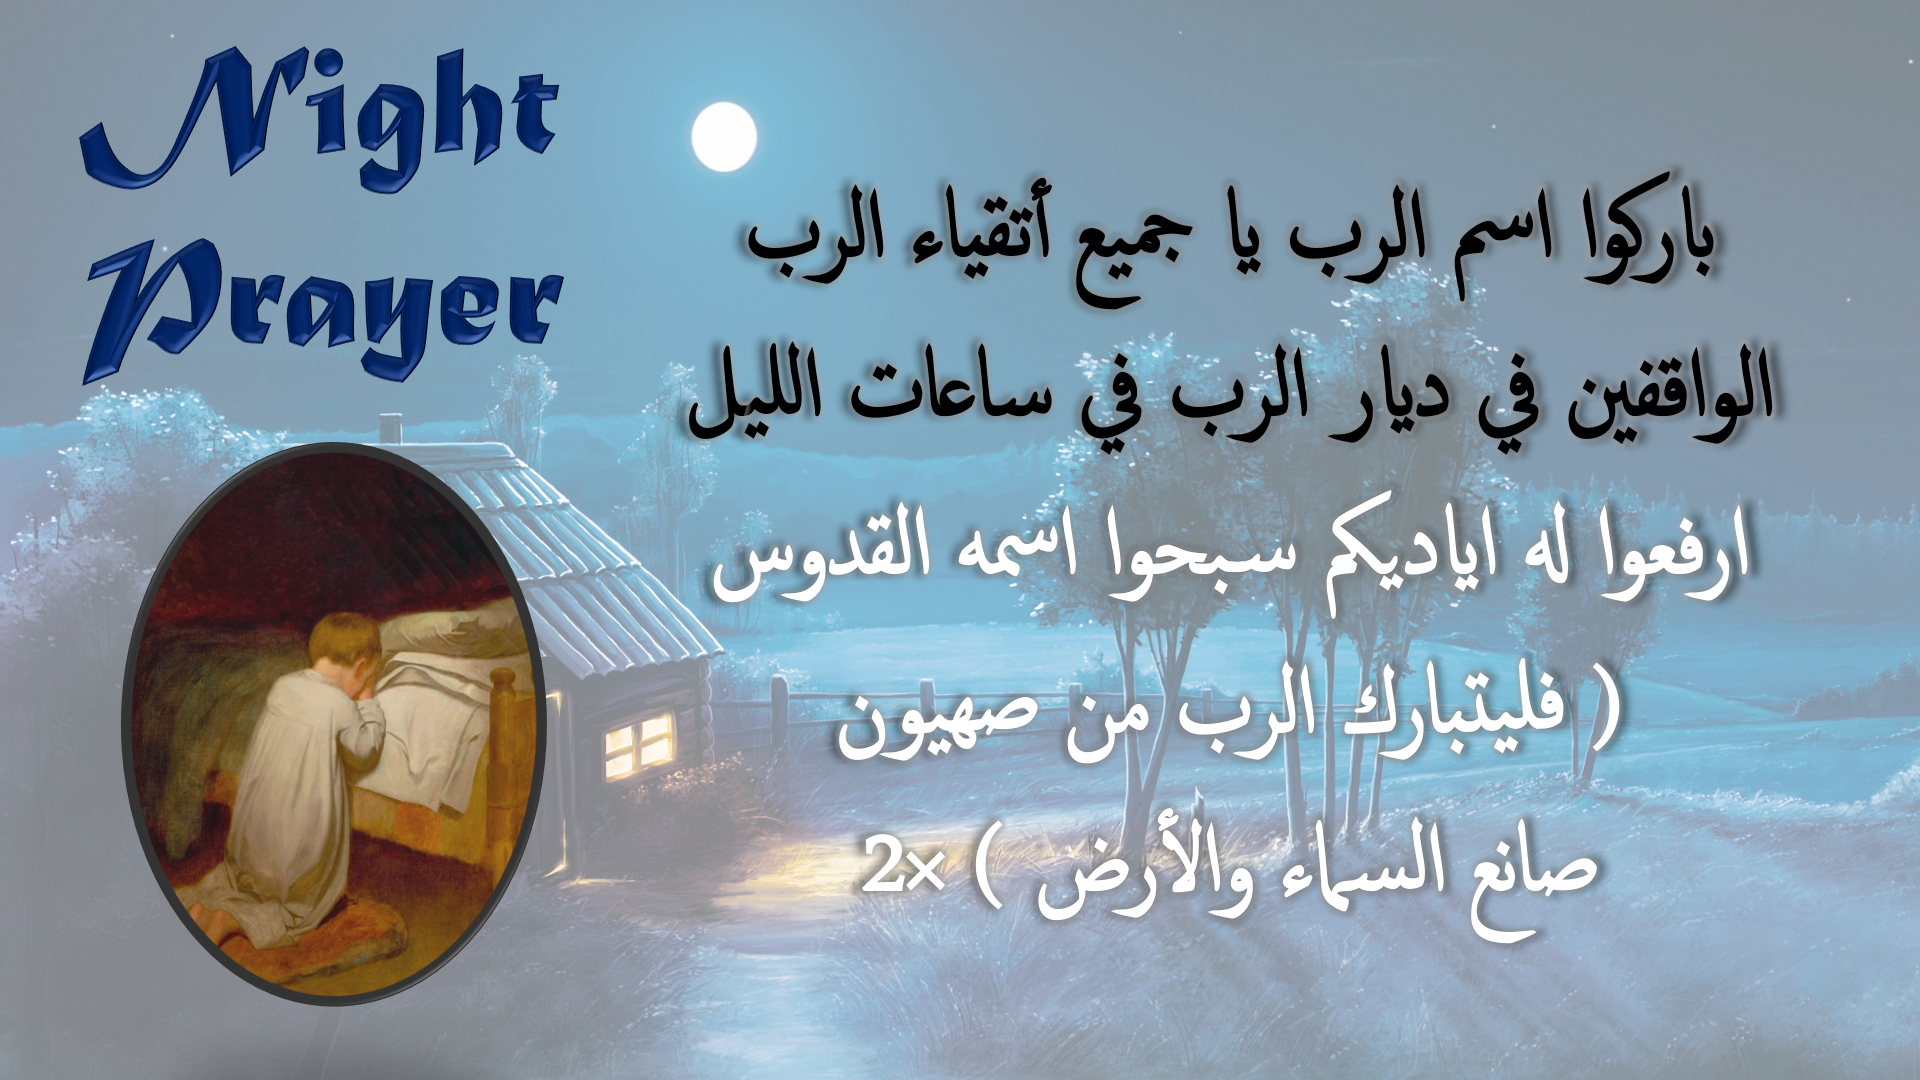 Night
Prayer
باركوا اسم الرب يا جميع أتقياء الرب
الواقفين في ديار الرب في ساعات الليل
ارفعوا له اياديكم سبحوا اسمه القدوس
( فليتبارك الرب من صهيون
صانع السماء والأرض ) ×2